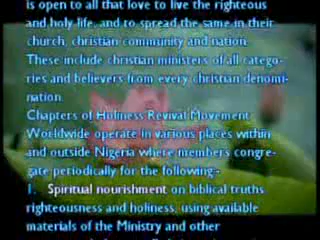 is open to all that love to live the righteous
and holy life, and to spread the same in their
church, christian community and nation.
These include christian ministers of all catego-
ries and believers from every christian denomi-
nation.
Chapters of Holiness Revival Movement
Worldwide operate in various places within
and outside Nigeria where members congre-
gate periodically for the following:-
1. Spiritual nourishment on biblical truths
righteousness and holiness, using available
materials of the Ministry and other